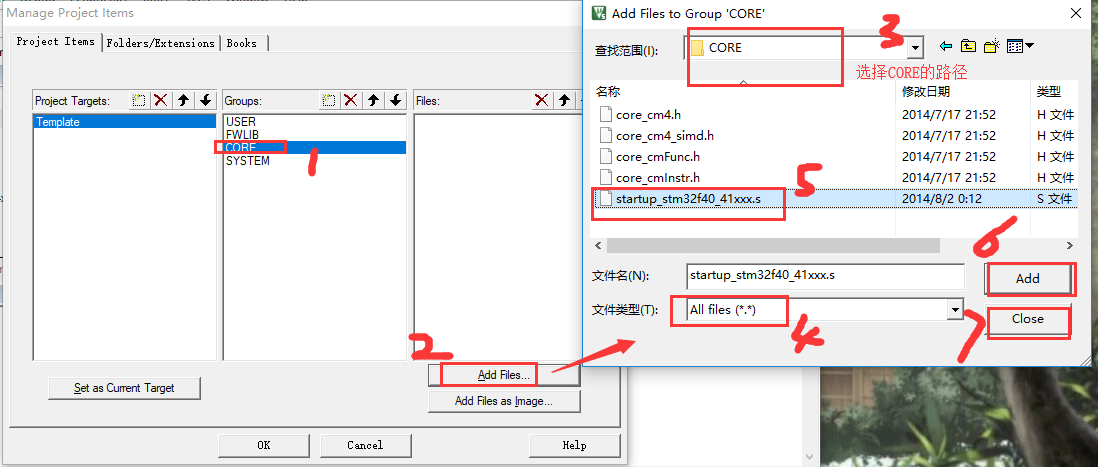 Manage Project Items
Project Items
Folders/Extensions
Books
Project Targets:
Groups:
Files:
Template
USER
FWLIB
CORE
SYSTEM
1
2
Add Files...
Set as Current Target
Add Files as Image...
OK
Cancel
Help
Add Files to Group 'CORE'
查找范围(I):
CORE
3
选择CORE的路径
名称
修改日期
类型
core_cm4.h
2014/7/17 21:52
H 文件
core_cm4_simd.h
2014/7/17 21:52
H 文件
core_cmFunc.h
2014/7/17 21:52
H 文件
core_cmInstr.h
2014/7/17 21:52
H 文件
startup_stm32f40_41xxx.s
2014/8/2 0:12
S 文件
5
文件名(N):
startup_stm32f40_41xxx.s
6
Add
文件类型(T):
All files (*.*)
4
7
Close